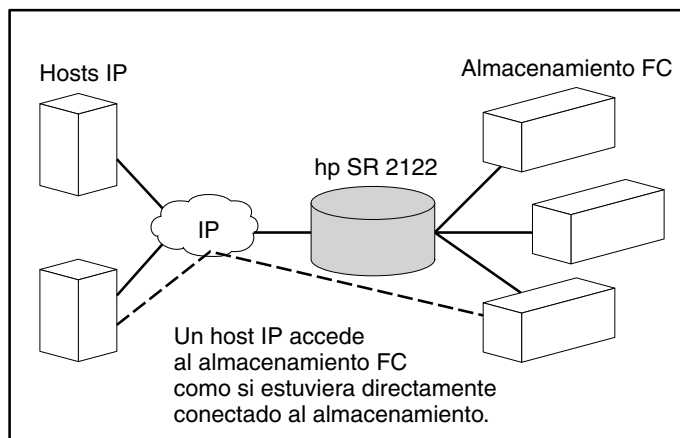 Hosts IP
Almacenamiento FC
hp SR 2122
IP
Un host IP accede
al almacenamiento FC
como si estuviera directamente
conectado al almacenamiento.